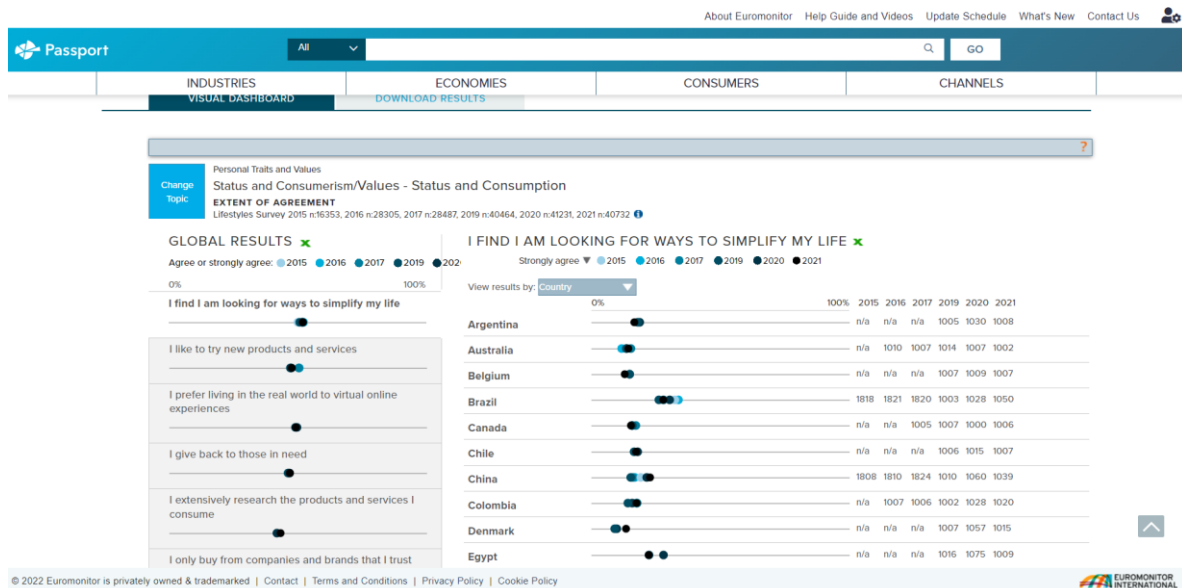 About Euromonitor Help Guide and Videos Update Schedule What's New Contact Us
Passport All GO
INDUSTRIES ECONOMIES CONSUMERS CHANNELS
VISUAL DASHBOARD DOWNLOAD RESULTS
?
Change Topic
Personal Traits and Values
Status and Consumerism/Values - Status and Consumption
EXTENT OF AGREEMENT
Lifestyles Survey 2015 n:16353, 2016 n:28305, 2017 n:28487, 2019 n:40464, 2020 n:41231, 2021 n:40732
GLOBAL RESULTS
Agree or strongly agree: 2015 2016 2017 2019 202
0% 100%
I find I am looking for ways to simplify my life
I like to try new products and services
I prefer living in the real world to virtual online
experiences
I give back to those in need
I extensively research the products and services I
consume
I only buy from companies and brands that I trust
I FIND I AM LOOKING FOR WAYS TO SIMPLIFY MY LIFE
Strongly agree 2015 2016 2017 2019 2020 2021
View results by: Country
0% 100% 2015 2016 2017 2019 2020 2021
Argentina n/a n/a n/a 1005 1030 1008
Australia n/a 1010 1007 1014 1007 1002
Belgium n/a n/a n/a 1007 1009 1007
Brazil 1818 1821 1820 1003 1028 1050
Canada n/a n/a 1005 1007 1000 1006
Chile n/a n/a n/a 1006 1015 1007
China 1808 1810 1824 1010 1060 1039
Colombia n/a 1007 1006 1002 1028 1020
Denmark n/a n/a n/a 1007 1057 1015
Egypt n/a n/a n/a 1016 1075 1009
© 2022 Euromonitor is privately owned & trademarked | Contact | Terms and Conditions | Privacy Policy | Cookie Policy
EUROMONITOR
INTERNATIONAL